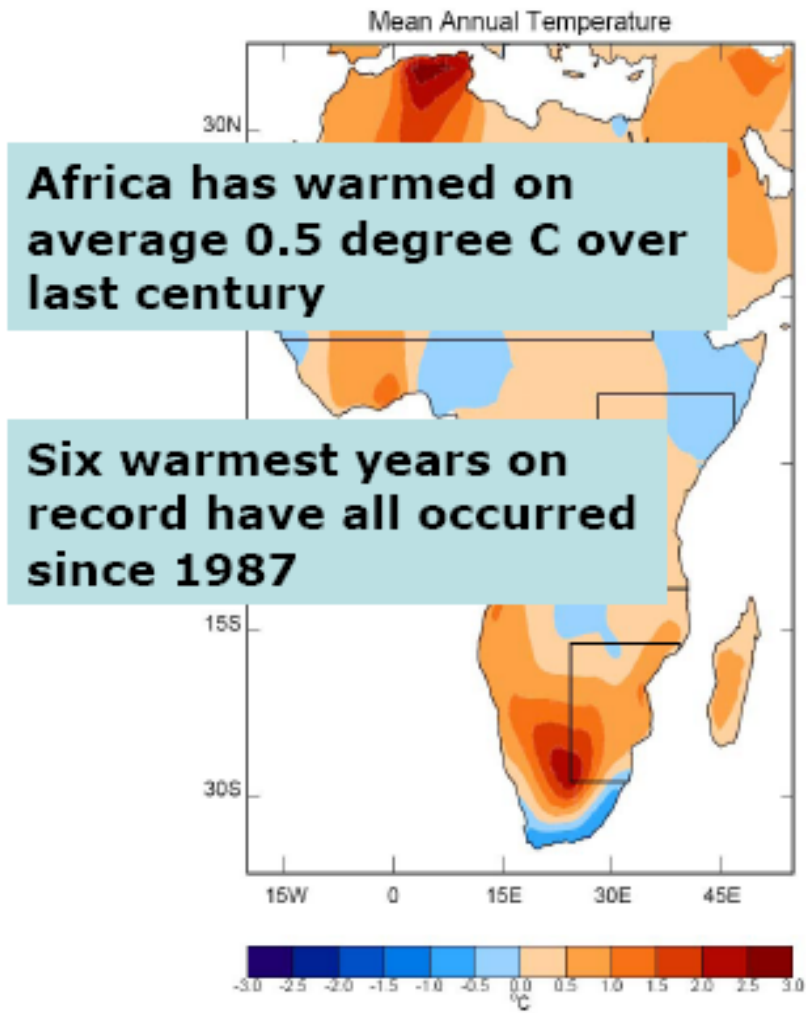 Mean Annual Temperature
30N
Africa has warmed on
average 0.5 degree C over
last century
Six warmest years on
record have all occurred
since 1987
15S
30S
15W 0 15E 30E 45E
-3.0 -2.5 -2.0 -1.5 -1.0 -0.5 0.0 0.5 1.0 1.5 2.0 2.5 3.0
°C